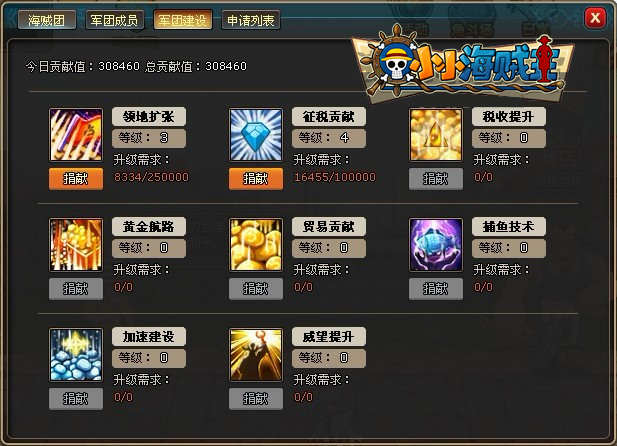 海贼团 军团成员 军团建设 申请列表
小小海贼王
今日贡献值：308460 总贡献值：308460
领地扩张 征税贡献 税收提升
等级： 3 等级： 4 等级： 0
升级需求： 升级需求： 升级需求：
捐献 8334/250000 捐献 16455/100000 捐献 0/0
黄金航路 贸易贡献 捕鱼技术
等级： 0 等级： 0 等级： 0
升级需求： 升级需求： 升级需求：
捐献 0/0 捐献 0/0 捐献 0/0
加速建设 威望提升
等级： 0 等级： 0
升级需求： 升级需求：
捐献 0/0 捐献 0/0